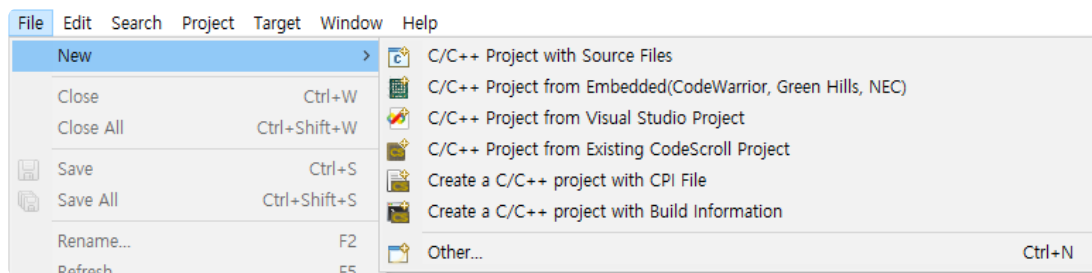 File Edit Search Project Target Window Help
New
Close Ctrl+W
Close All Ctrl+Shift+W
Save Ctrl+S
Save All Ctrl+Shift+S
Rename... F2
Refresh F5
C/C++ Project with Source Files
C/C++ Project from Embedded(CodeWarrior, Green Hills, NEC)
C/C++ Project from Visual Studio Project
C/C++ Project from Existing CodeScroll Project
Create a C/C++ project with CPI File
Create a C/C++ project with Build Information
Other... Ctrl+N